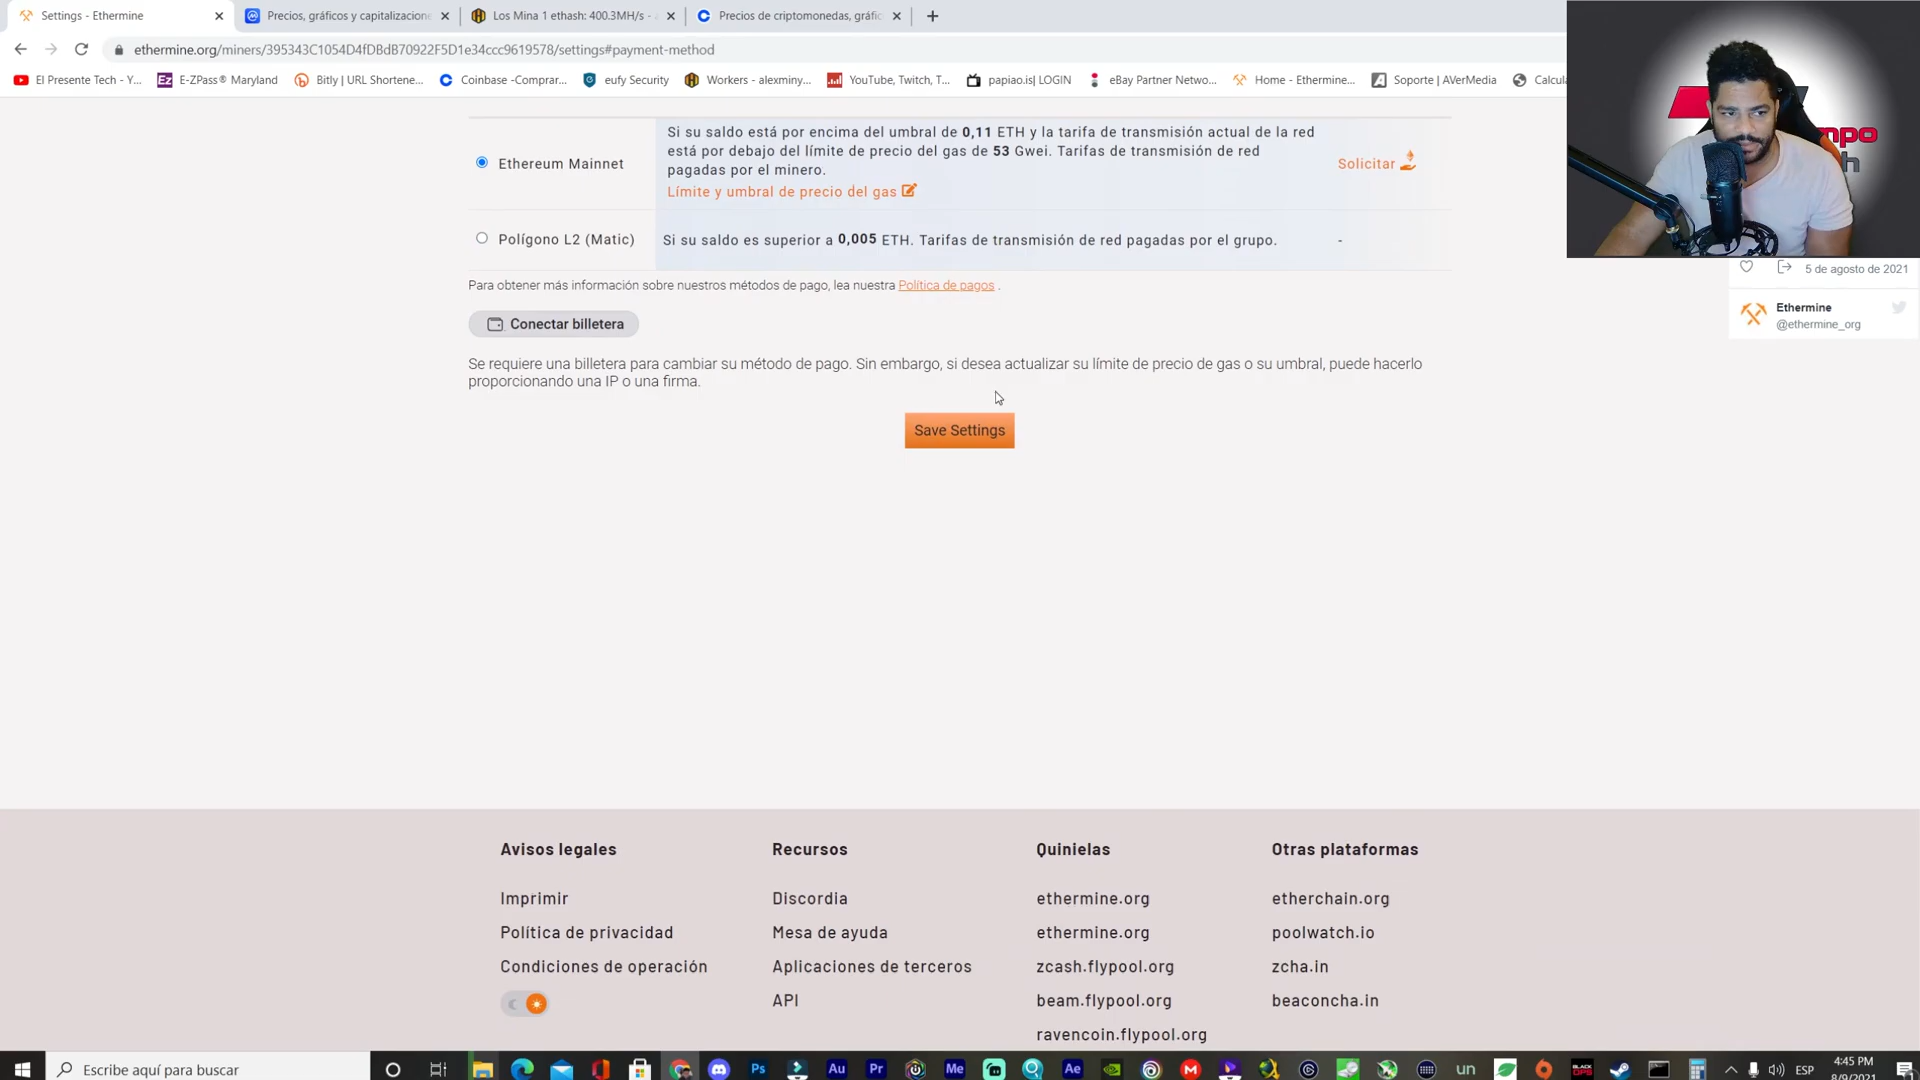 Settings - Ethermine
Precios, gráficos y capitalizacione
Los Mina 1 ethash: 400.3MH/s -
Precios de criptomonedas, gráfic
ethermine.org/miners/395343C1054D4fDBdB70922F5D1e34ccc9619578/settings#payment-method
El Presente Tech - Y...
E-ZPass® Maryland
Bitly | URL Shortene...
Coinbase -Comprar...
eufy Security
Workers - alexminy...
YouTube, Twitch, T...
papiao.is| LOGIN
eBay Partner Netwo...
Home - Ethermine...
Soporte | AVerMedia
Calcula
Si su saldo está por encima del umbral de 0,11 ETH y la tarifa de transmisión actual de la red
está por debajo del límite de precio del gas de 53 Gwei. Tarifas de transmisión de red
pagadas por el minero.
Ethereum Mainnet
Solicitar
Límite y umbral de precio del gas
Polígono L2 (Matic)
Si su saldo es superior a 0,005 ETH. Tarifas de transmisión de red pagadas por el grupo.
-
Para obtener más información sobre nuestros métodos de pago, lea nuestra Política de pagos .
Conectar billetera
Se requiere una billetera para cambiar su método de pago. Sin embargo, si desea actualizar su límite de precio de gas o su umbral, puede hacerlo
proporcionando una IP o una firma.
Save Settings
5 de agosto de 2021
Ethermine
@ethermine_org
Avisos legales
Imprimir
Política de privacidad
Condiciones de operación
Recursos
Discordia
Mesa de ayuda
Aplicaciones de terceros
API
Quinielas
ethermine.org
ethermine.org
zcash.flypool.org
beam.flypool.org
ravencoin.flypool.org
Otras plataformas
etherchain.org
poolwatch.io
zcha.in
beaconcha.in
Escribe aquí para buscar
Ps
Au
Pr
Me
Ae
un
ESP
4:45 PM
8/9/2021